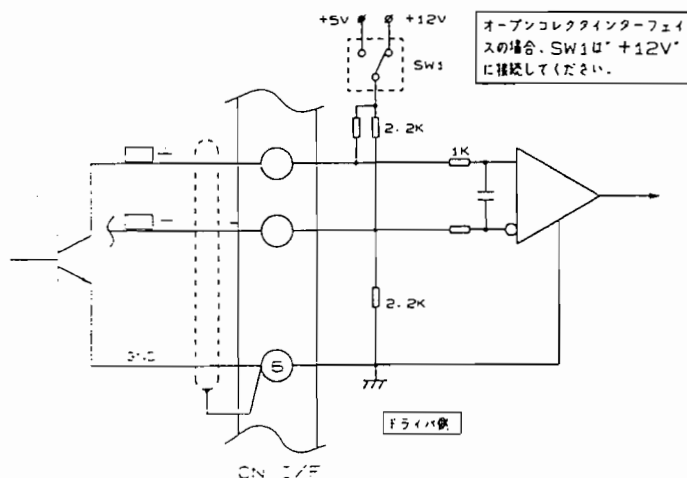 +5V
+12V
SW1
オープンコレクタインターフェイ
スの場合、SW1は"+12V"
に接続してください。
2.2K
1K
2.2K
GND
5
ドライバ側
CN I/F